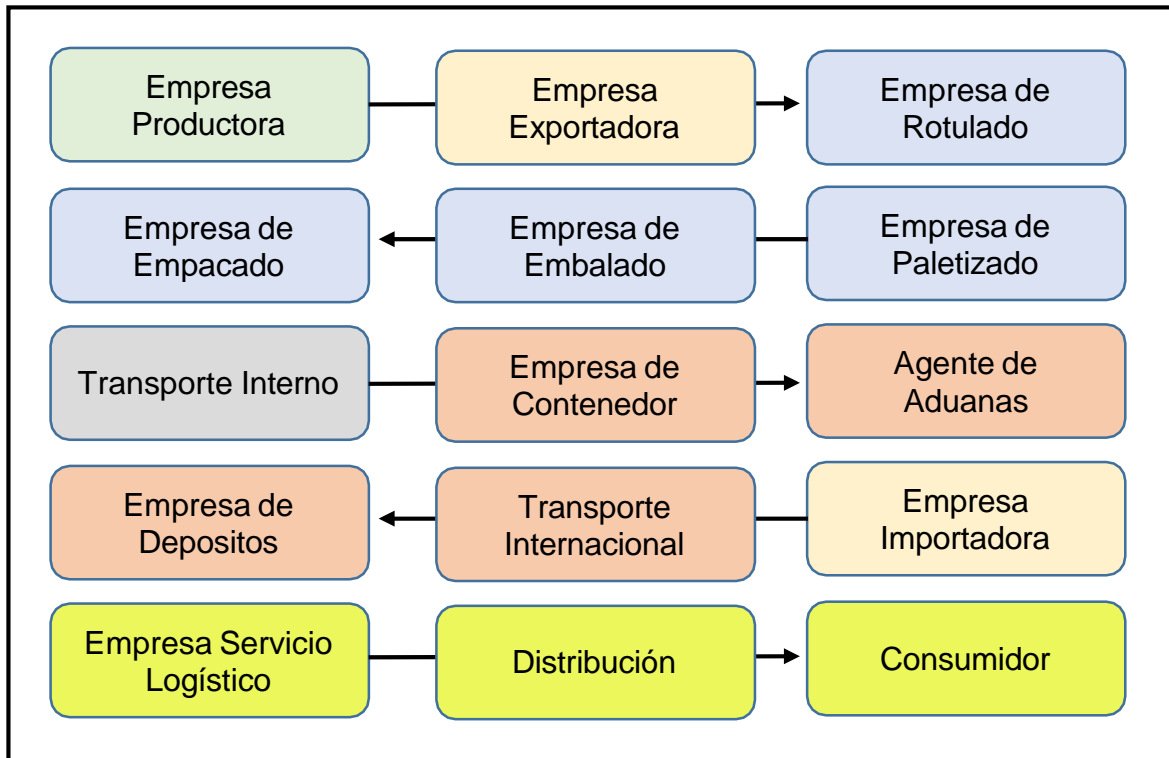 Empresa
Productora
Empresa
Exportadora
Empresa de
Rotulado
Empresa de
Empacado
Empresa de
Embalado
Empresa de
Paletizado
Transporte Interno
Empresa de
Contenedor
Agente de
Aduanas
Empresa de
Depositos
Transporte
Internacional
Empresa
Importadora
Empresa Servicio
Logístico
Distribución
Consumidor